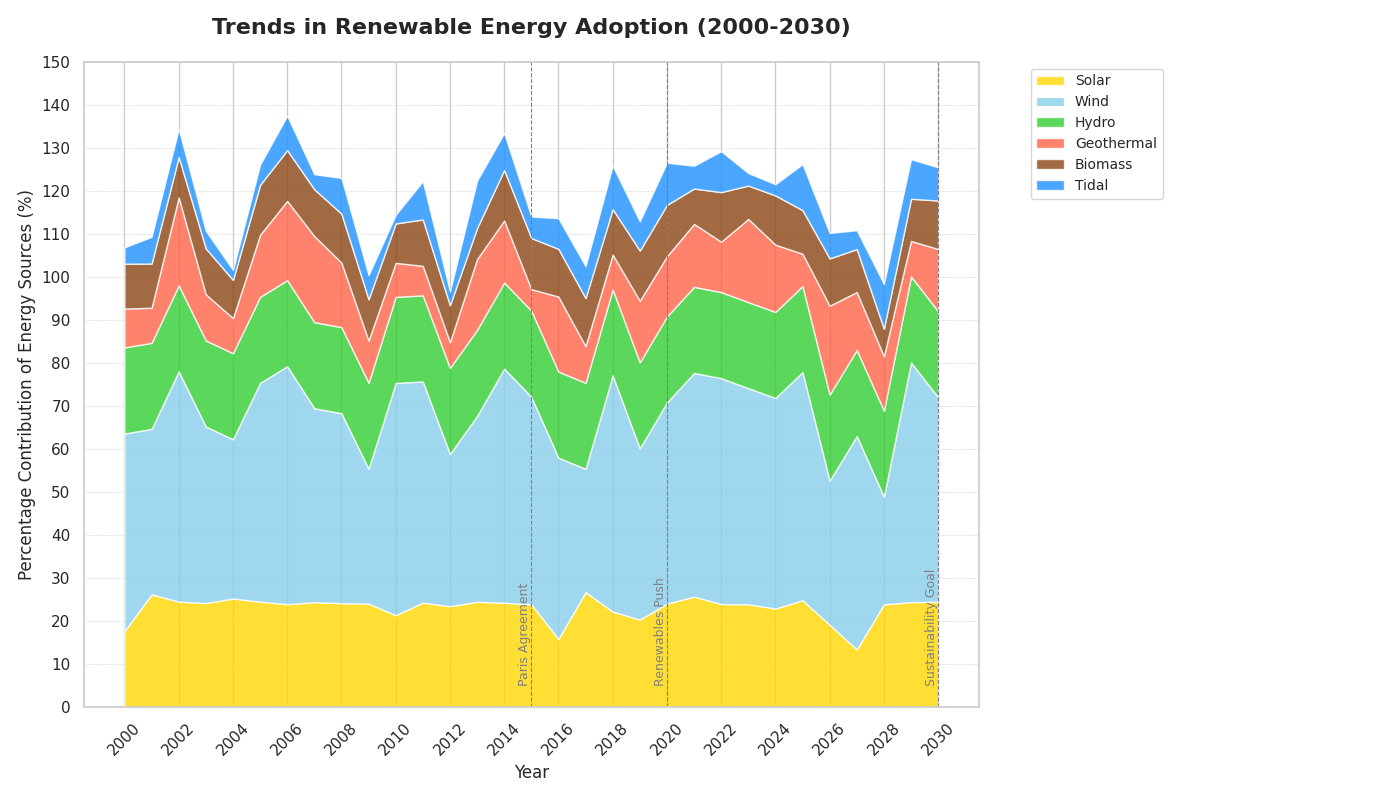 Trends in Renewable Energy Adoption (2000-2030)
Percentage Contribution of Energy Sources (%)
150
140
130
120
110
100
90
80
70
60
50
40
30
20
10
0
Paris Agreement
Renewables Push
Sustainability Goal
2000
2002
2004
2006
2008
2010
2012
2014
2016
2018
2020
2022
2024
2026
2028
2030
Year
Solar
Wind
Hydro
Geothermal
Biomass
Tidal